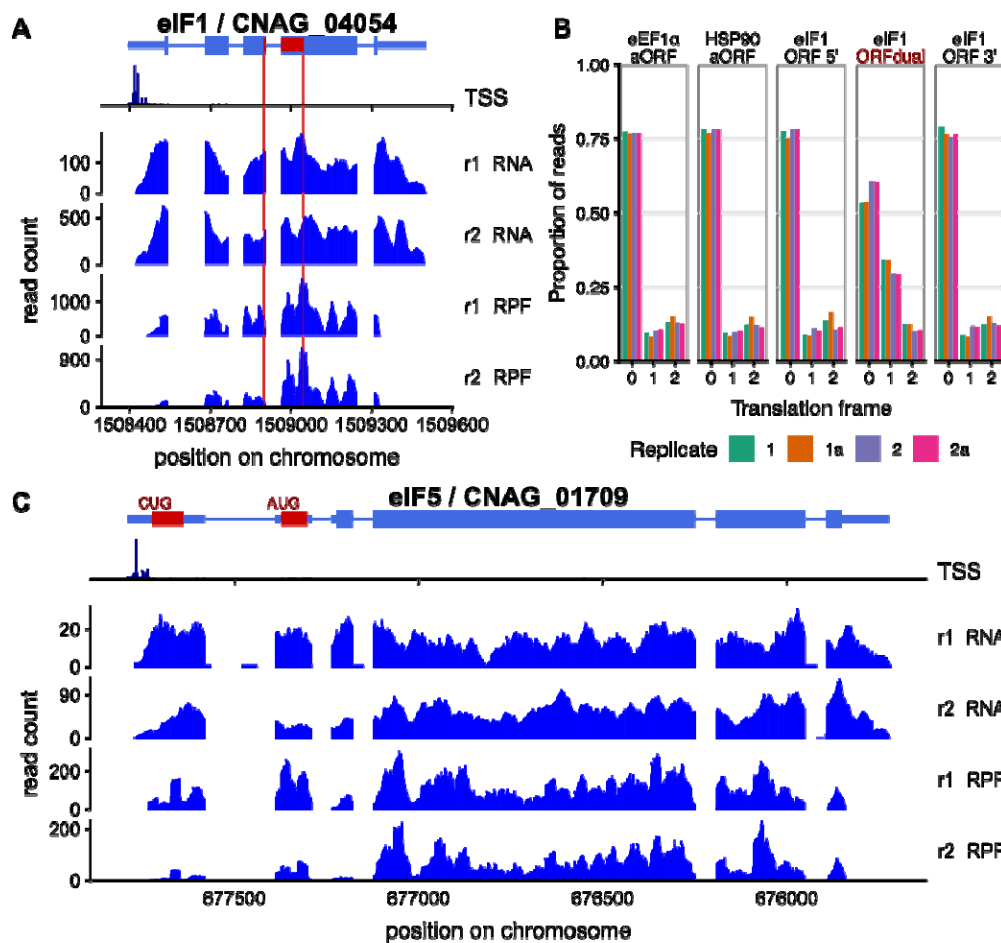 A
eIF1 / CNAG_04054
TSS
100
0
r1 RNA
500
0
r2 RNA
1000
0
r1 RPF
900
0
r2 RPF
read count
1508400 1508700 1509000 1509300 1509600
position on chromosome
B
eEF1α
aORF
HSP90
aORF
eIF1
ORF 5'
eIF1
ORFdual
eIF1
ORF 3'
1.00
0.75
0.50
0.25
0.00
Proportion of reads
0 1 2 0 1 2 0 1 2 0 1 2 0 1 2
Translation frame
Replicate 1 1a 2 2a
C
eIF5 / CNAG_01709
CUG AUG
TSS
20
0
r1 RNA
90
0
r2 RNA
200
0
r1 RPF
200
0
r2 RPF
read count
677500 677000 676500 676000
position on chromosome